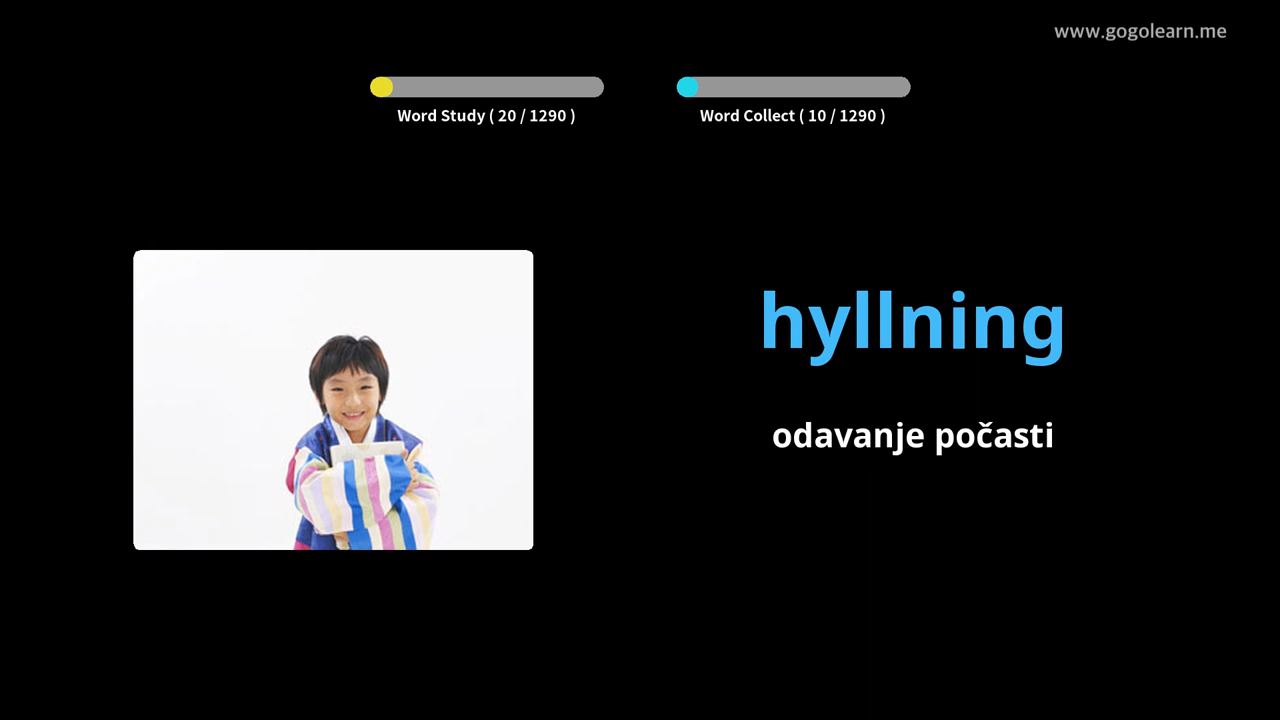 www.gogolearn.me
Word Study ( 20 / 1290 )
Word Collect ( 10 / 1290 )
hyllning
odavanje počasti